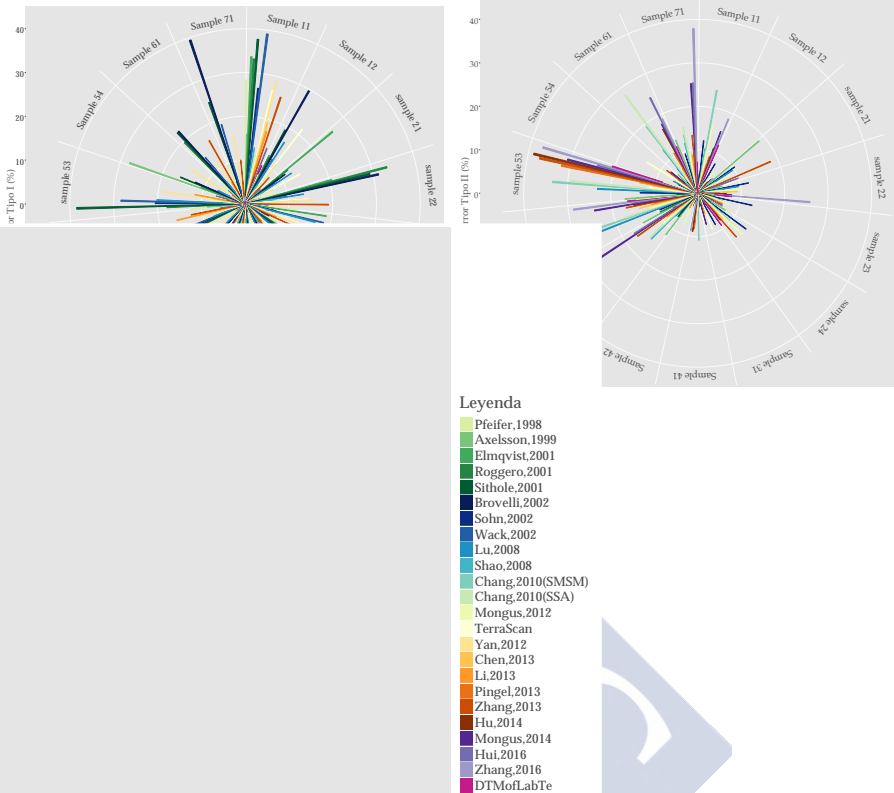 40
30
20
10
0
or Tipo I (%)
sample 53
Sample 54
Sample 61
Sample 71
Sample 11
Sample 12
sample 21
sample 22
40
30
20
10
0
rror Tipo II (%)
sample 53
Sample 54
Sample 61
Sample 71
Sample 11
Sample 12
sample 21
sample 22
sample 23
sample 24
Sample 31
Sample 41
Sample 42
Leyenda
Pfeifer,1998
Axelsson,1999
Elmqvist,2001
Roggero,2001
Sithole,2001
Brovelli,2002
Sohn,2002
Wack,2002
Lu,2008
Shao,2008
Chang,2010(SMSM)
Chang,2010(SSA)
Mongus,2012
TerraScan
Yan,2012
Chen,2013
Li,2013
Pingel,2013
Zhang,2013
Hu,2014
Mongus,2014
Hui,2016
Zhang,2016
DTMofLabTe